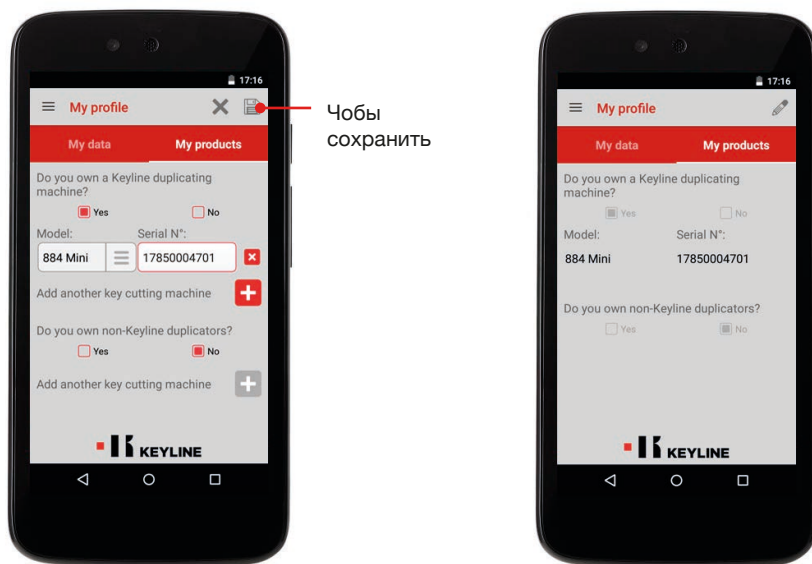 17:16
My profile
My data
My products
Do you own a Keyline duplicating
machine?
Yes
No
Model:
Serial N°:
884 Mini
17850004701
Add another key cutting machine
Do you own non-Keyline duplicators?
Yes
No
Add another key cutting machine
KEYLINE
Чобы
сохранить
17:16
My profile
My data
My products
Do you own a Keyline duplicating
machine?
Yes
No
Model:
Serial N°:
884 Mini
17850004701
Do you own non-Keyline duplicators?
Yes
No
KEYLINE